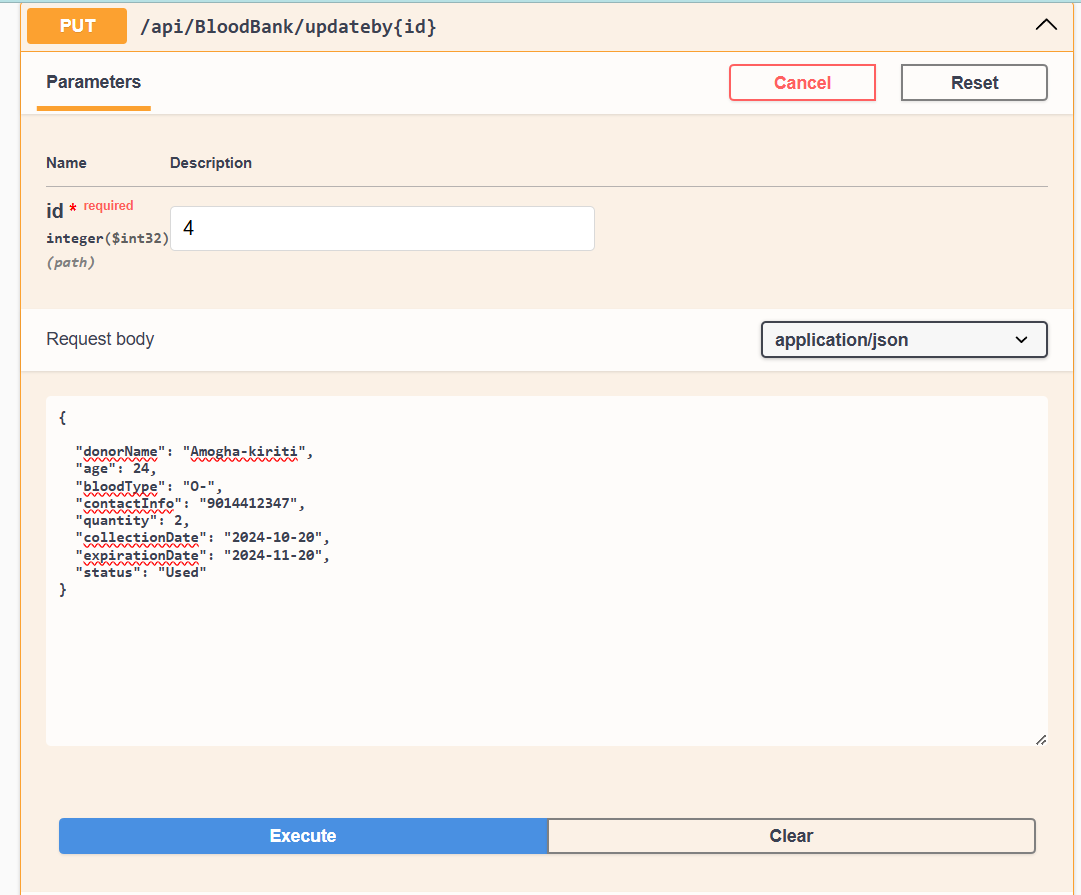 PUT /api/BloodBank/updateby{id}
Parameters Cancel Reset
Name Description
id * required
integer($int32) 4
(path)
Request body application/json
{
"donorName": "Amogha-kiriti",
"age": 24,
"bloodType": "O-",
"contactInfo": "9014412347",
"quantity": 2,
"collectionDate": "2024-10-20",
"expirationDate": "2024-11-20",
"status": "Used"
}
Execute Clear